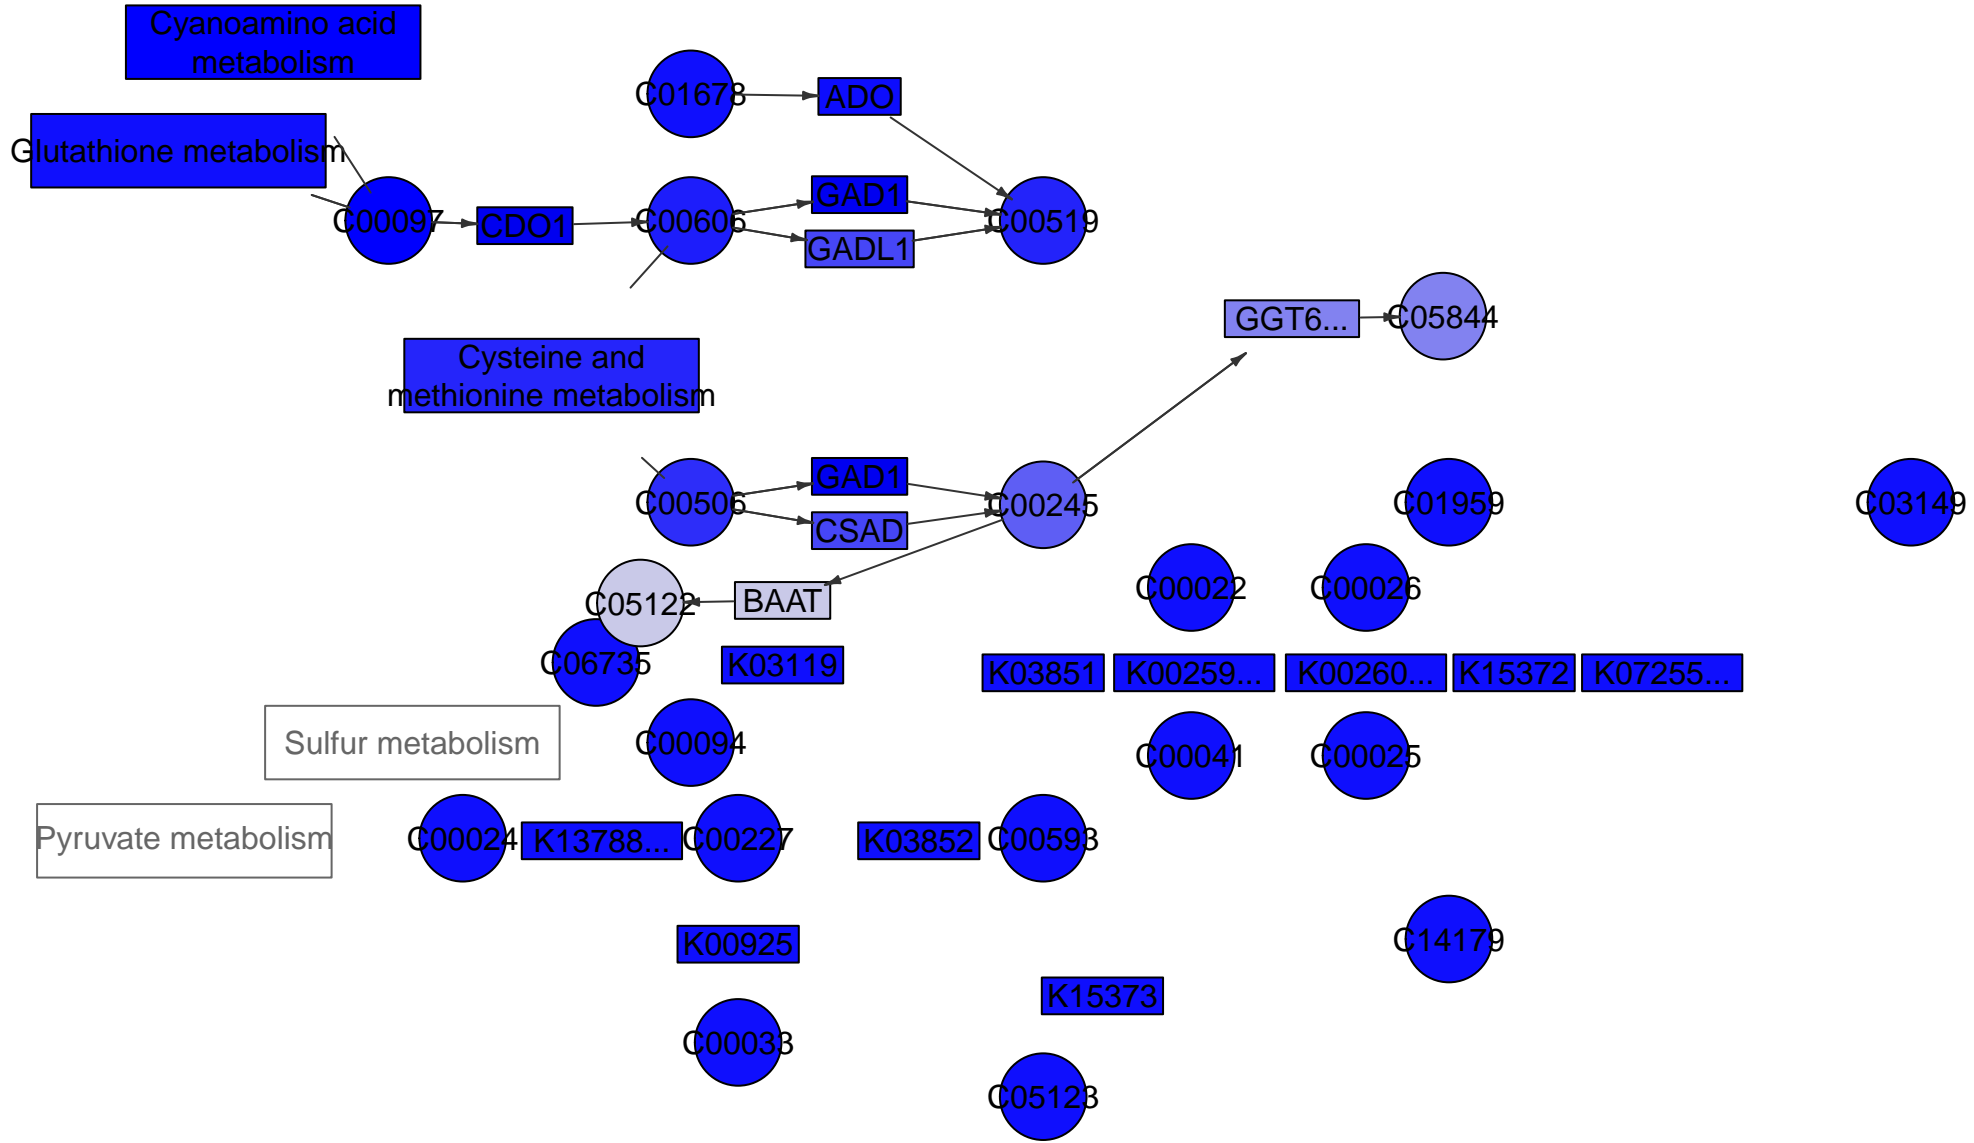 Cyanoamino acid
metabolism
C01678
ADO
Glutathione metabolism
C00097
CDO1
C00606
GAD1
GADL1
C00519
GGT6...
C05844
Cysteine and
methionine metabolism
C00506
GAD1
CSAD
C00245
C01959
C03149
C05122
BAAT
C00022
C00026
C06735
K03119
K03851
K00259...
K00260...
K15372
K07255...
Sulfur metabolism
C00094
C00041
C00025
Pyruvate metabolism
C00024
K13788...
C00227
K03852
C00593
K00925
C14179
K15373
C00033
C05123